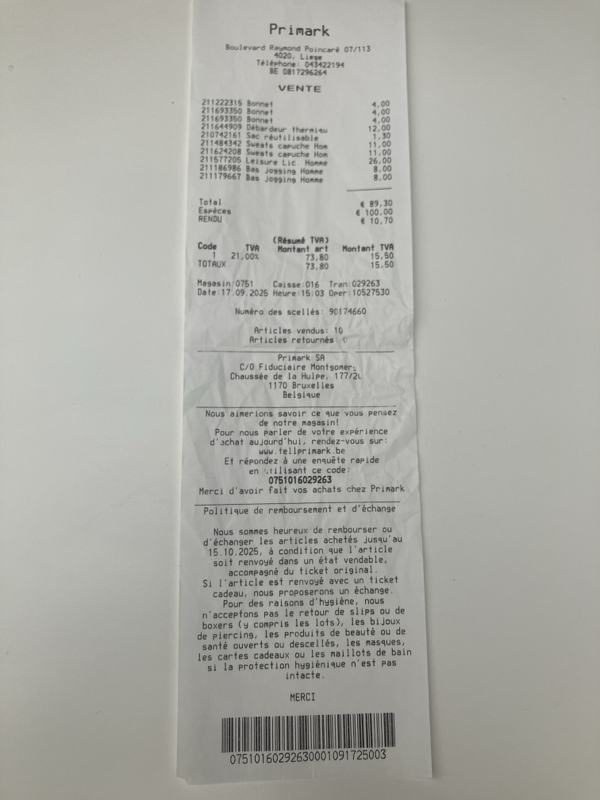 Primark
Boulevard Raymond Poincaré 07/113
4020, Liege
Téléphone: 043422194
BE 0817296264
VENTE
211222315 Bonnet 4,00
211693350 Bonnet 4,00
211693350 Bonnet 4,00
211644909 Débardeur thermiqu 12,00
210742161 Sac réutilisable 1,30
211484342 Sweats capuche Hom 11,00
211624208 Sweats capuche Hom 11,00
211577205 Leisure Lic. Homme 26,00
211186986 Bas Jogging Homme 8,00
211179667 Bas Jogging Homme 8,00
Total € 89,30
Espèces € 100,00
RENDU € 10,70
(Résumé TVA)
Code TVA Montant art Montant TVA
1 21,00% 73,80 15,50
TOTAUX 73,80 15,50
Magasin:0751 Caisse:016 Tran:029263
Date:17.09.2025 Heure:15:03 Oper:10527530
Numéro des scellés: 90174660
Articles vendus: 10
Articles retournés: 0
Primark SA
C/O Fiduciaire Montgomery
Chaussée de la Hulpe, 177/20
1170 Bruxelles
Belgique
Nous aimerions savoir ce que vous pensez
de notre magasin!
Pour nous parler de votre expérience
d'achat aujourd'hui, rendez-vous sur:
www.tellprimark.be
Et répondez à une enquête rapide
en utilisant ce code:
0751016029263
Merci d'avoir fait vos achats chez Primark
Politique de remboursement et d'échange
Nous sommes heureux de rembourser ou
d'échanger les articles achetés jusqu'au
15.10.2025, à condition que l'article
soit renvoyé dans un état vendable,
accompagné du ticket original.
Si l'article est renvoyé avec un ticket
cadeau, nous proposerons un échange.
Pour des raisons d'hygiène, nous
n'acceptons pas le retour de slips ou de
boxers (y compris les lots), les bijoux
de piercing, les produits de beauté ou de
santé ouverts ou descellés, les masques,
les cartes cadeaux ou les maillots de bain
si la protection hygiénique n'est pas
intacte.
MERCI
07510160292630001091725003